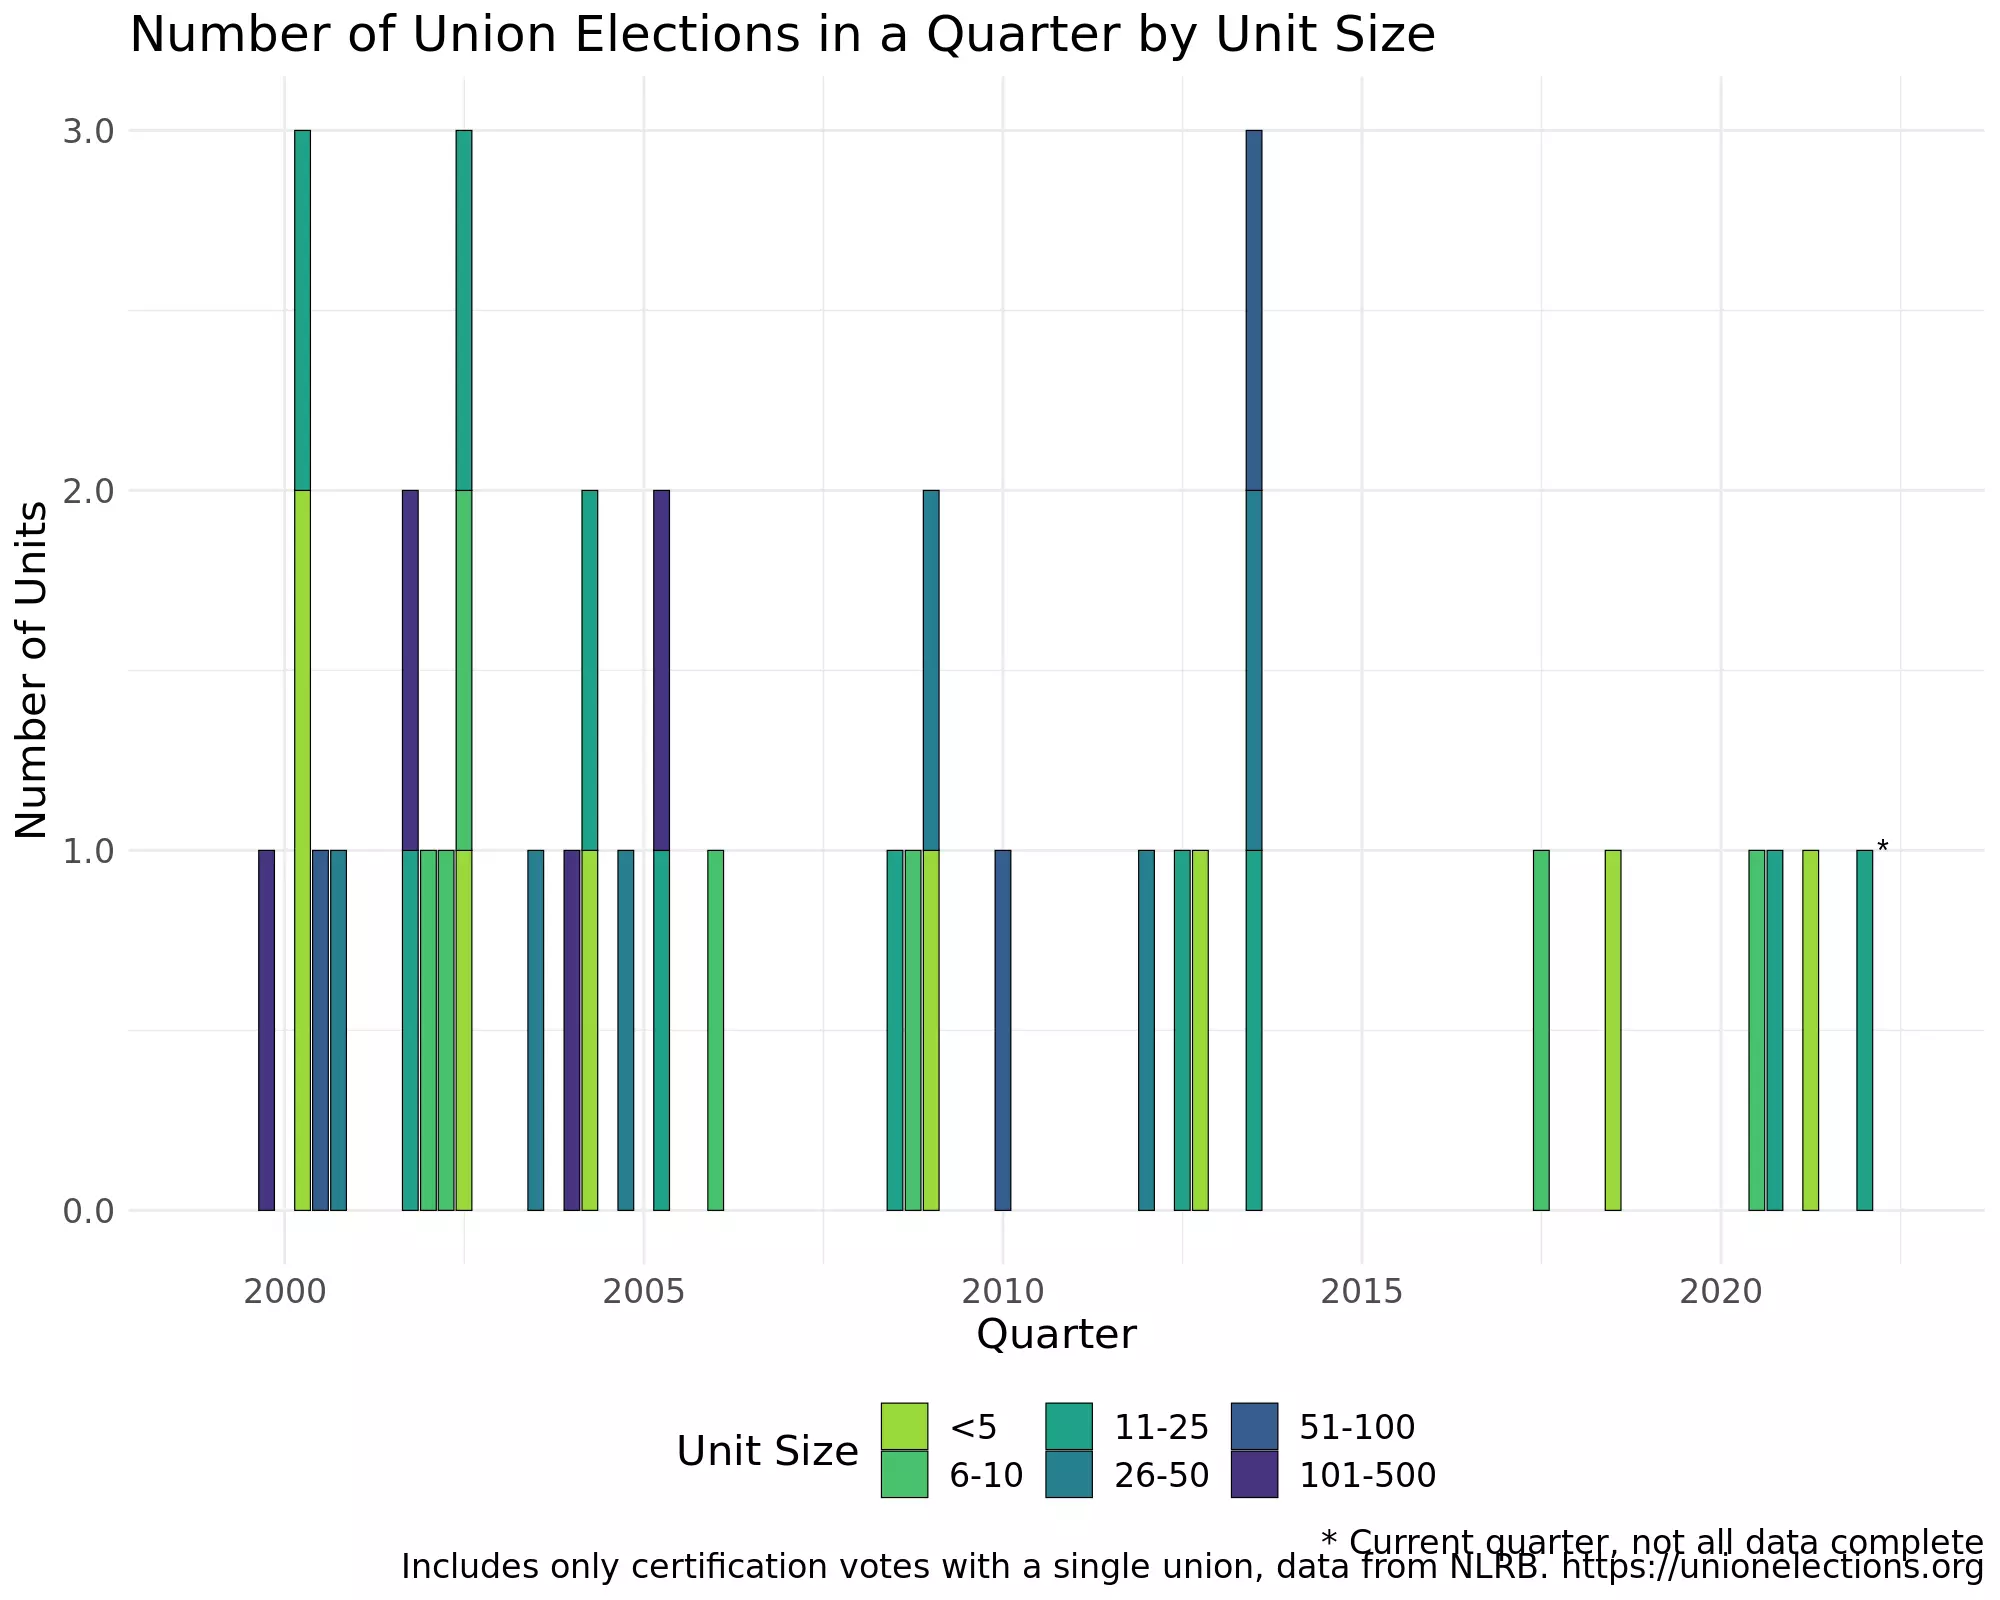 Number of Union Elections in a Quarter by Unit Size
3.0
2.0
1.0
0.0
Number of Units
*
2000 2005 2010 2015 2020
Quarter
Unit Size
<5 11-25 51-100
6-10 26-50 101-500
* Current quarter, not all data complete
Includes only certification votes with a single union, data from NLRB. https://unionelections.org